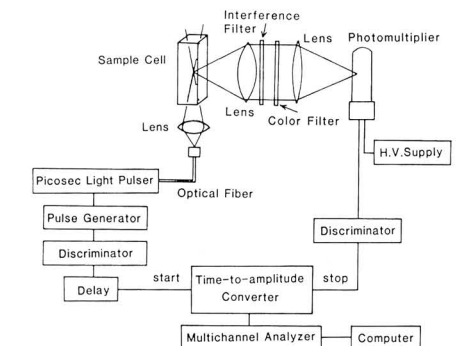 Interference
Filter
Lens
Photomultiplier
Sample Cell
Lens
Color Filter
Lens
H.V.Supply
Picosec Light Pulser
Optical Fiber
Pulse Generator
Discriminator
Discriminator
start
Time-to-amplitude
Converter
stop
Delay
Multichannel Analyzer
Computer